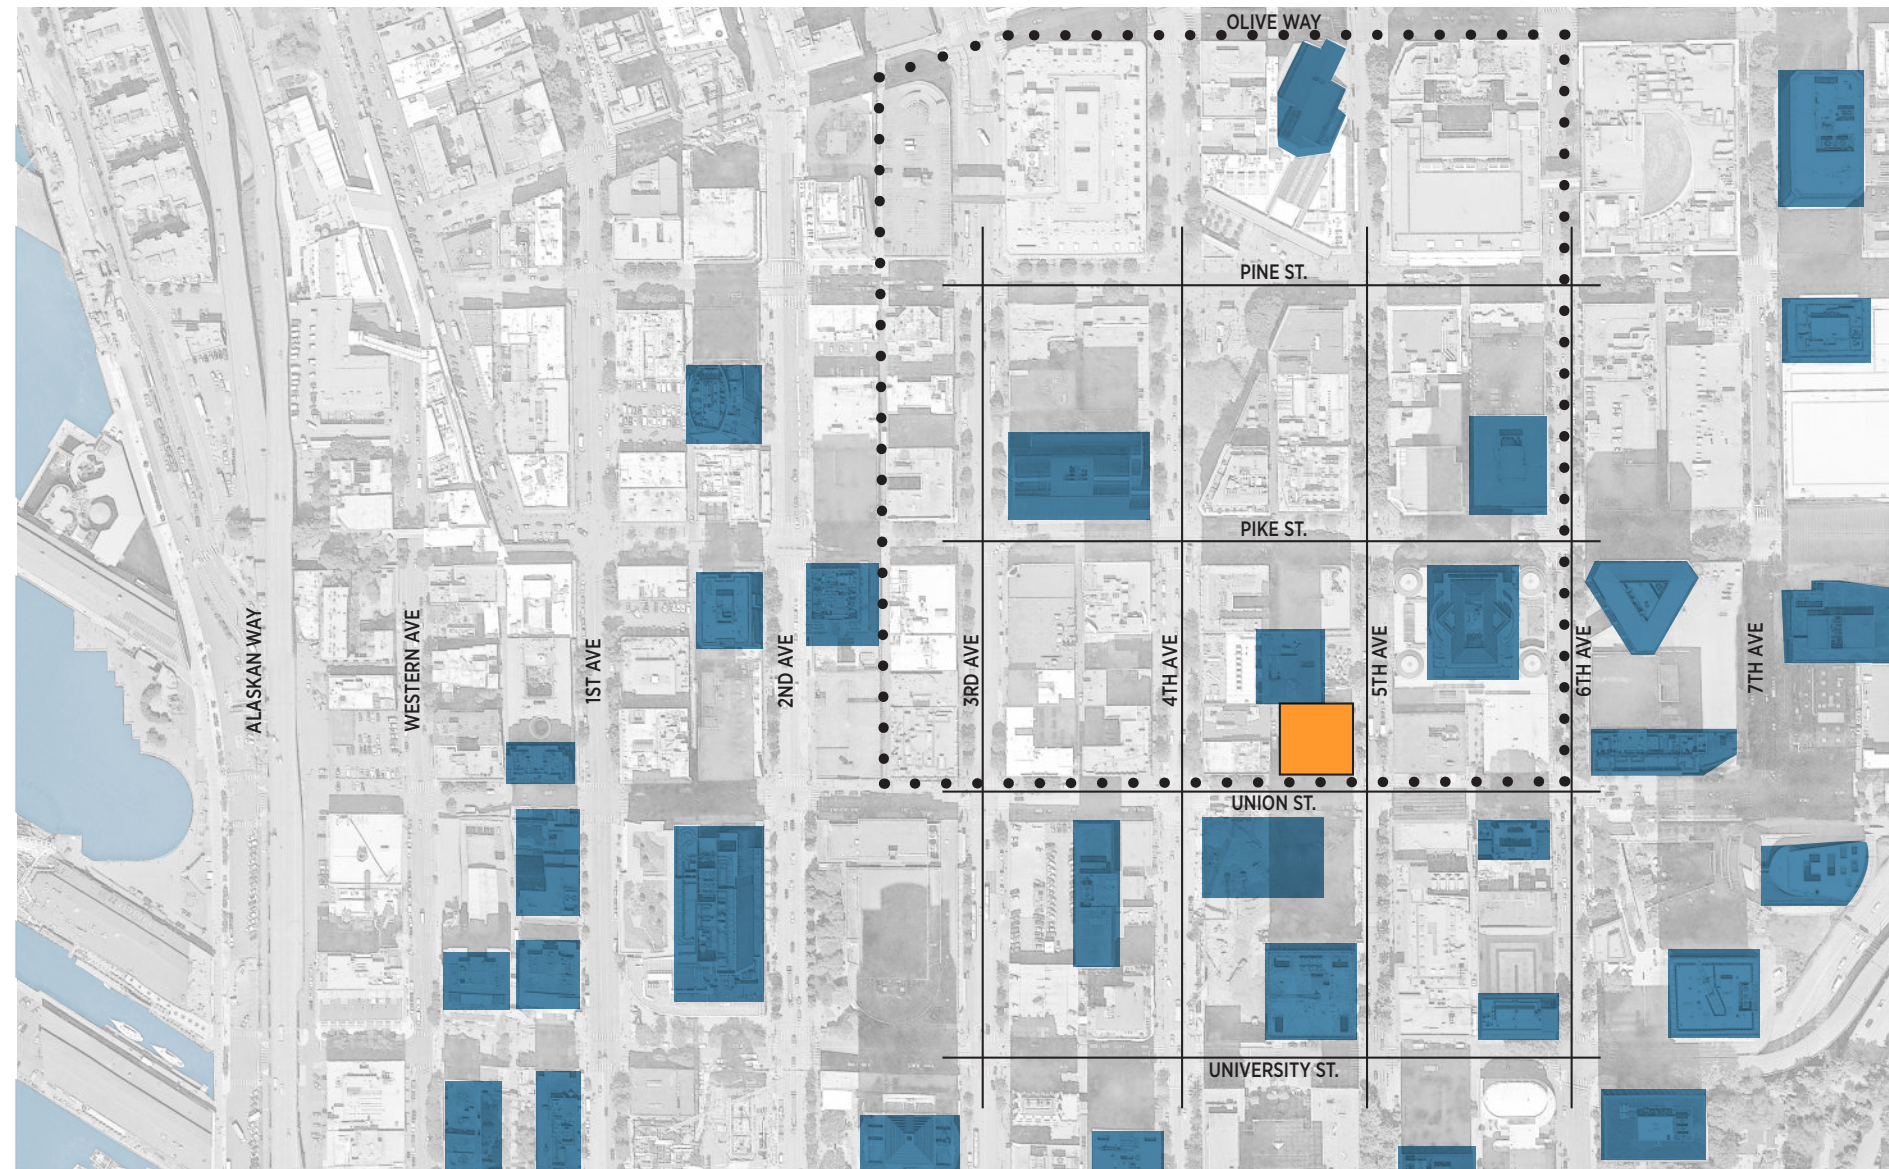 OLIVE WAY
PINE ST.
PIKE ST.
ALASKAN WAY
WESTERN AVE
1ST AVE
2ND AVE
3RD AVE
4TH AVE
5TH AVE
6TH AVE
7TH AVE
UNION ST.
UNIVERSITY ST.